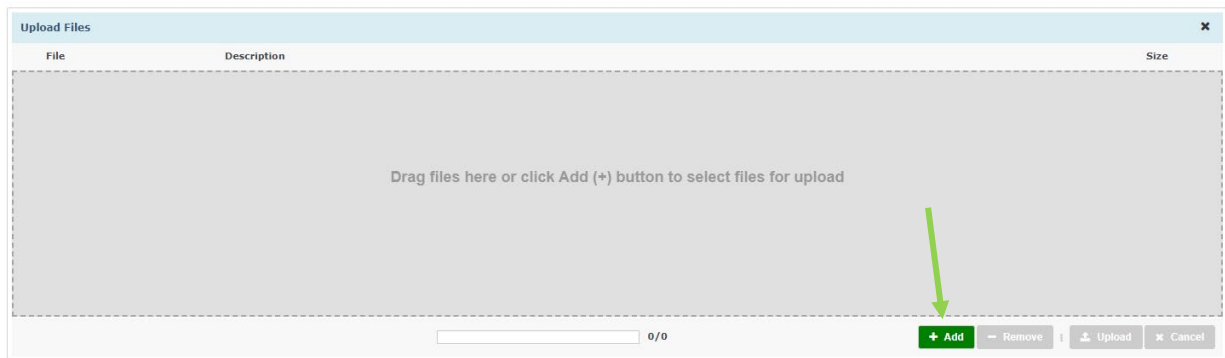 Upload Files
File Description Size
Drag files here or click Add (+) button to select files for upload
0/0
+ Add − Remove Upload × Cancel